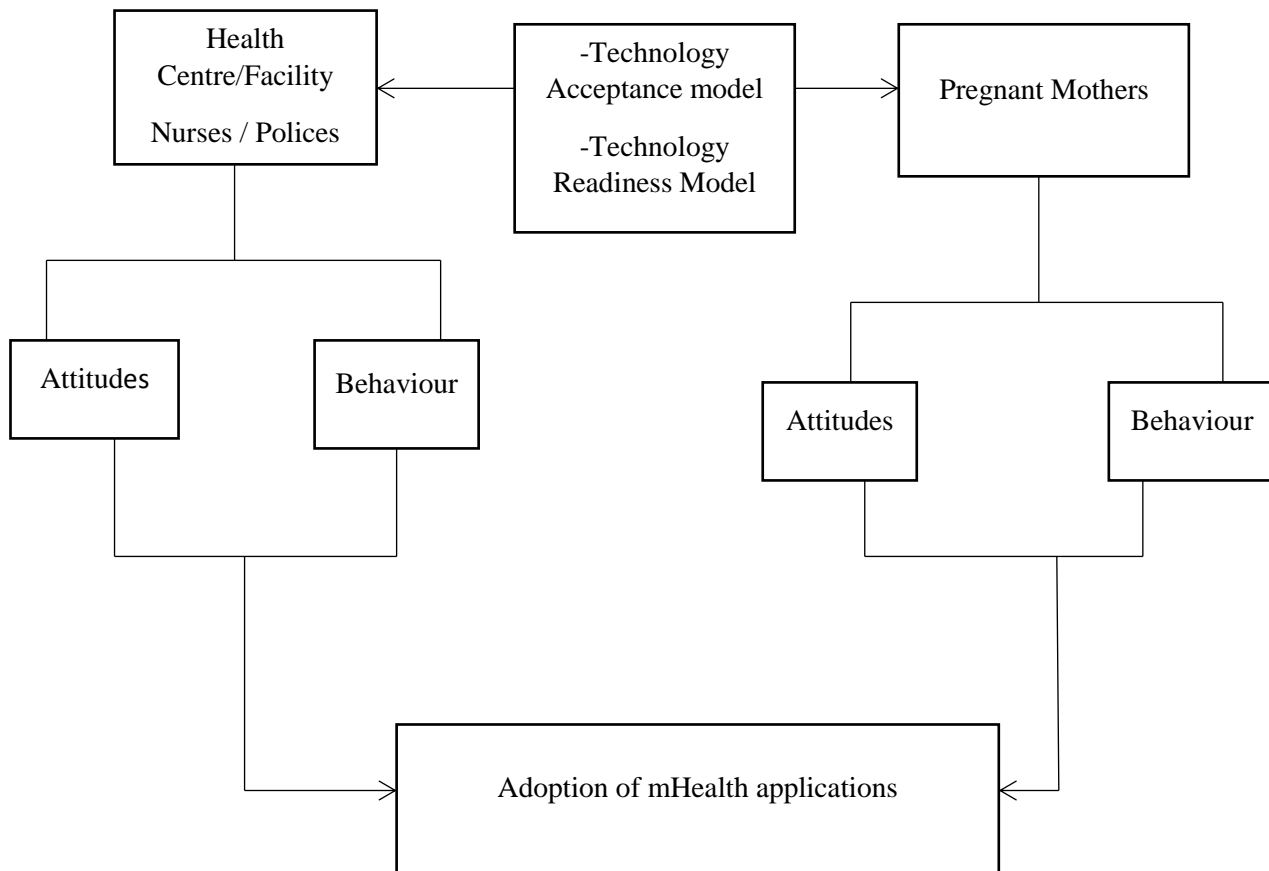 Health
Centre/Facility
Nurses / Polices
-Technology
Acceptance model
-Technology
Readiness Model
Pregnant Mothers
Attitudes
Behaviour
Attitudes
Behaviour
Adoption of mHealth applications